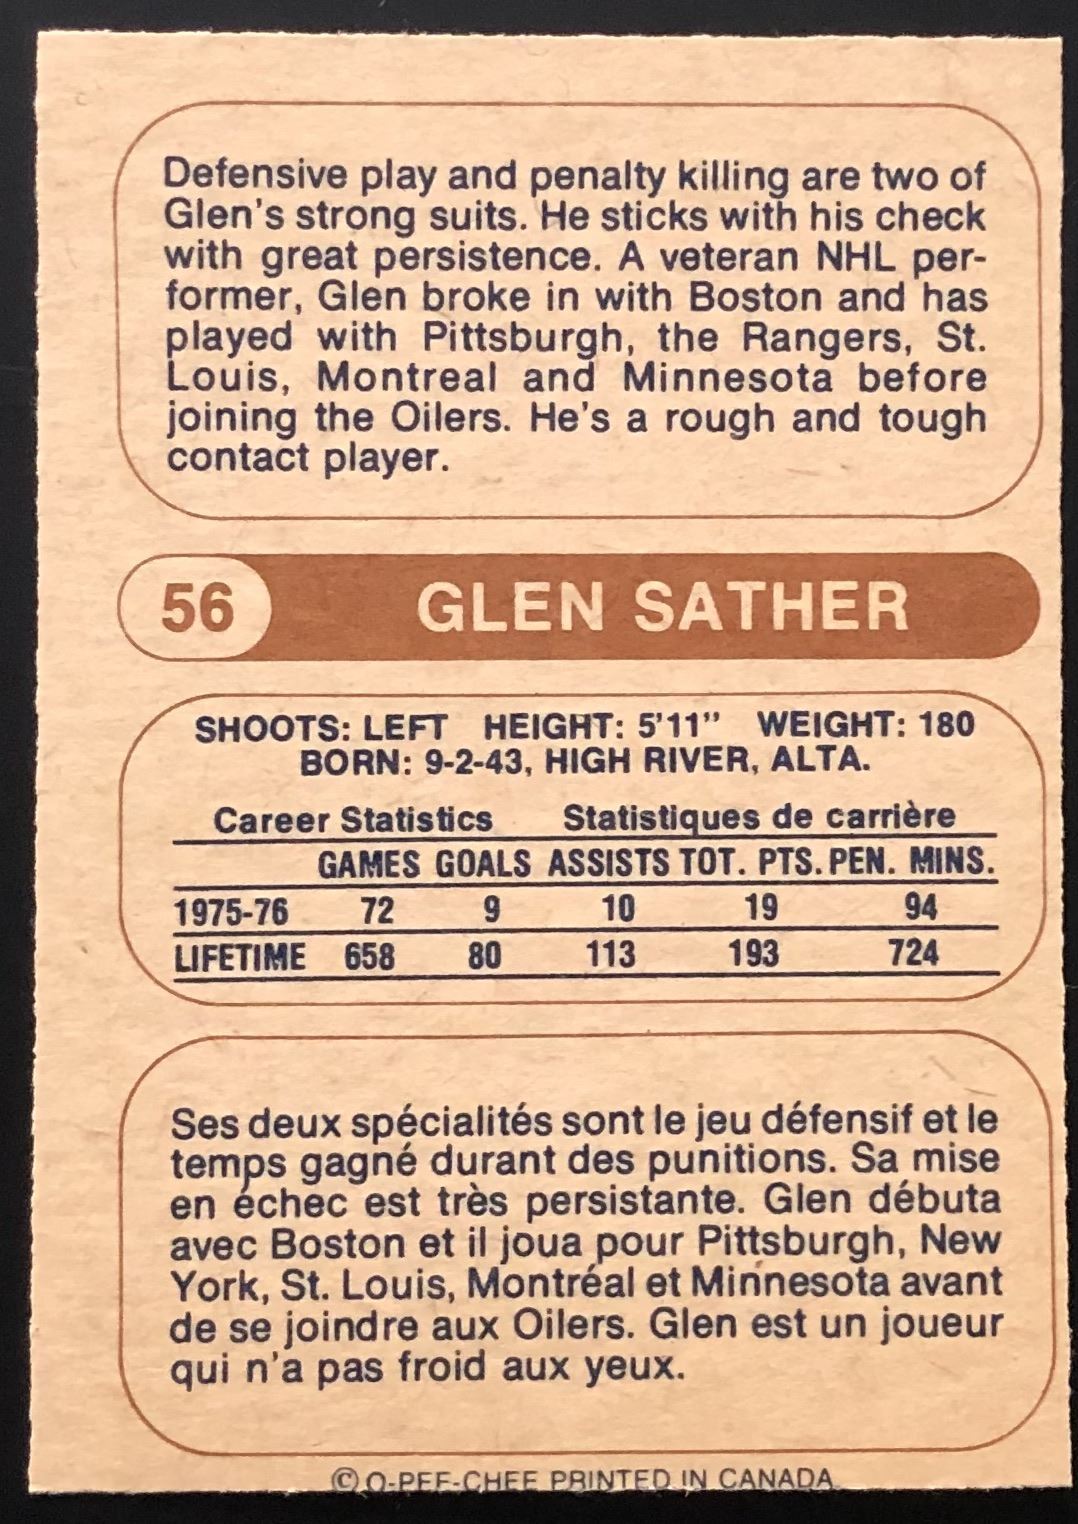 Defensive play and penalty killing are two of
Glen's strong suits. He sticks with his check
with great persistence. A veteran NHL per-
former, Glen broke in with Boston and has
played with Pittsburgh, the Rangers, St.
Louis, Montreal and Minnesota before
joining the Oilers. He's a rough and tough
contact player.
56 GLEN SATHER
SHOOTS: LEFT HEIGHT: 5'11" WEIGHT: 180
BORN: 9-2-43, HIGH RIVER, ALTA.
Career Statistics Statistiques de carrière
GAMES GOALS ASSISTS TOT. PTS. PEN. MINS.
1975-76 72 9 10 19 94
LIFETIME 658 80 113 193 724
Ses deux spécialités sont le jeu défensif et le
temps gagné durant des punitions. Sa mise
en échec est très persistante. Glen débuta
avec Boston et il joua pour Pittsburgh, New
York, St. Louis, Montréal et Minnesota avant
de se joindre aux Oilers. Glen est un joueur
qui n'a pas froid aux yeux.
© O-PEE-CHEE PRINTED IN CANADA